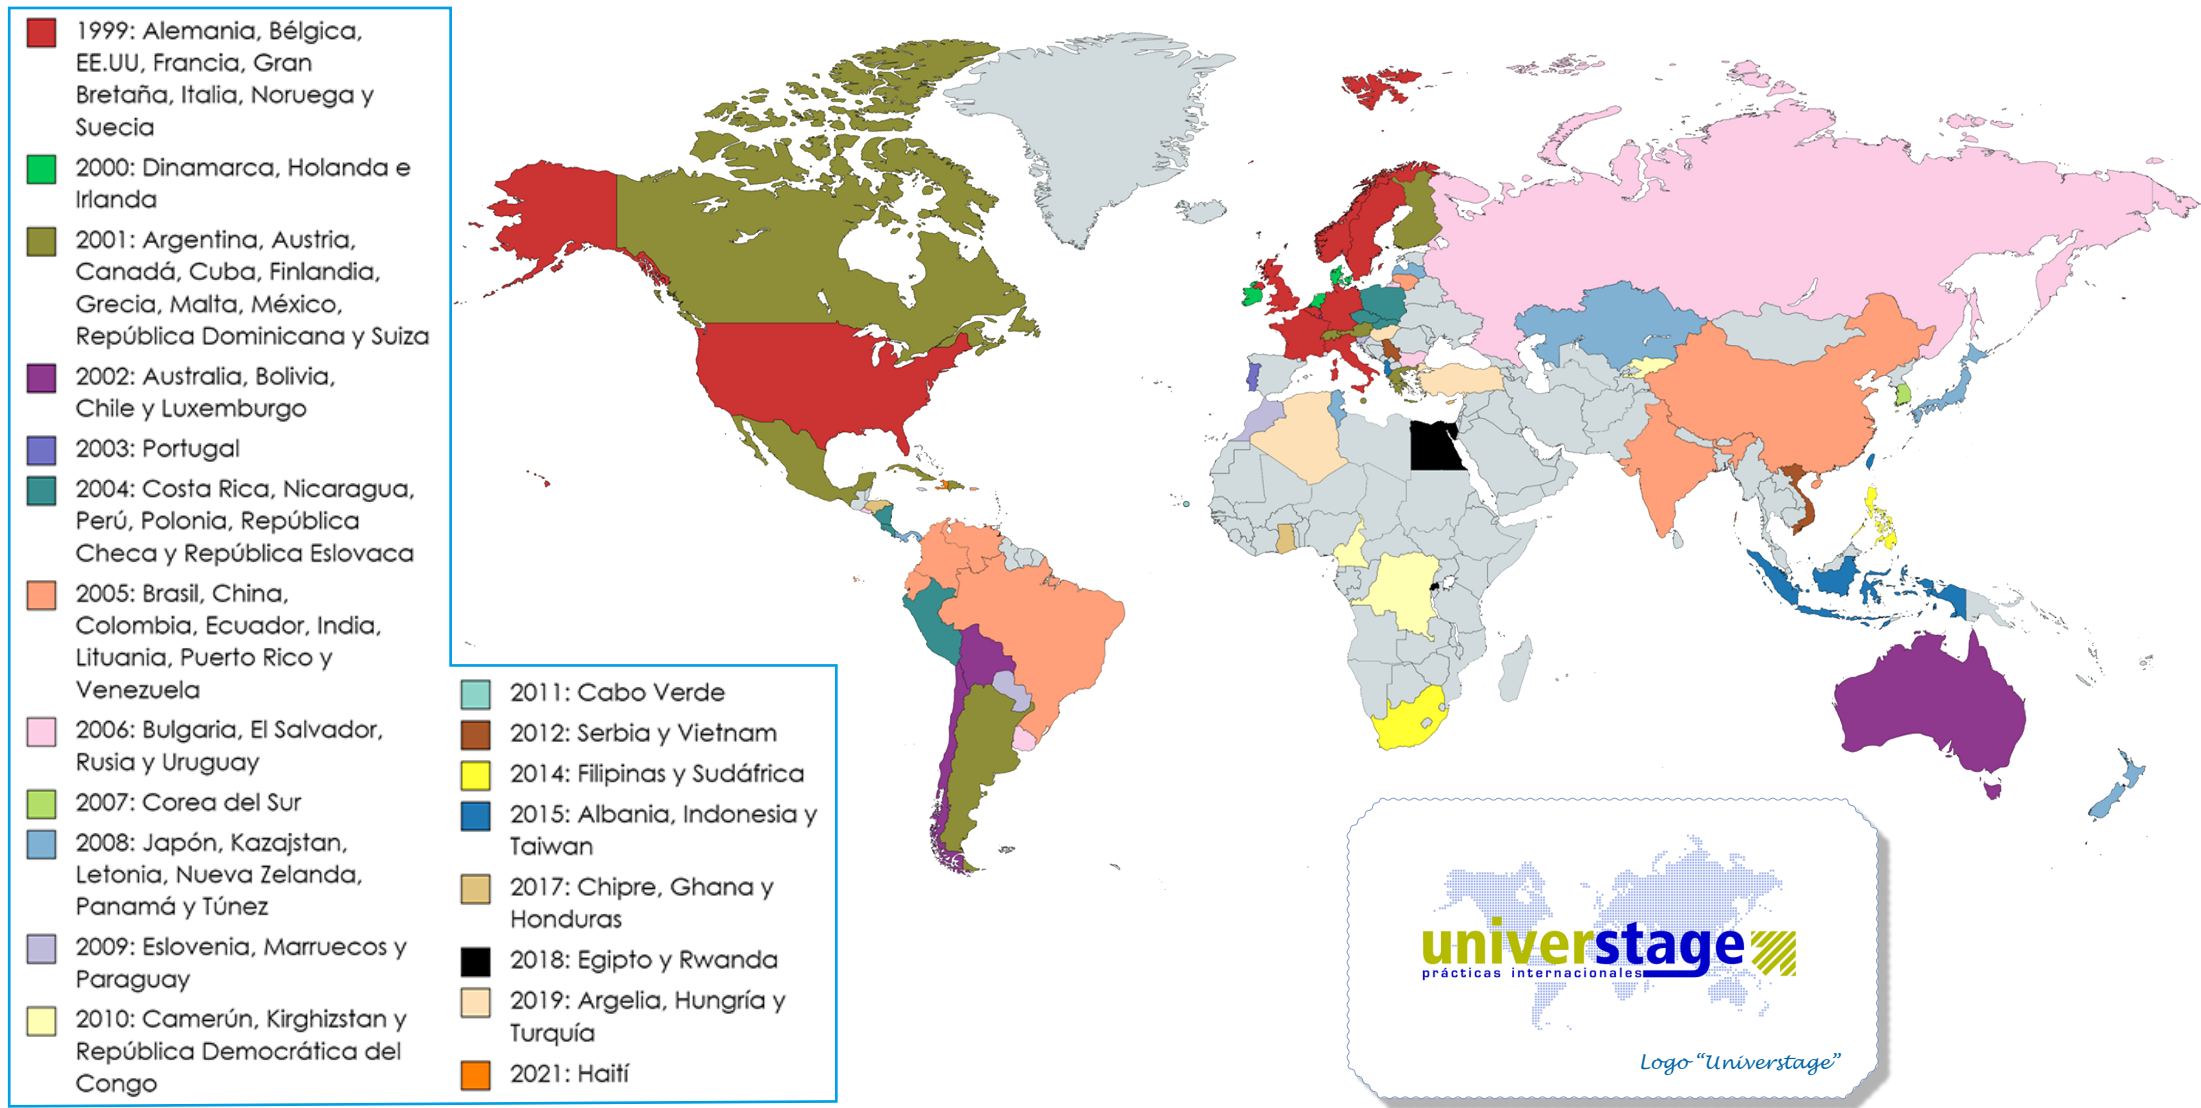 1999: Alemania, Bélgica,
EE.UU, Francia, Gran
Bretaña, Italia, Noruega y
Suecia
2000: Dinamarca, Holanda e
Irlanda
2001: Argentina, Austria,
Canadá, Cuba, Finlandia,
Grecia, Malta, México,
República Dominicana y Suiza
2002: Australia, Bolivia,
Chile y Luxemburgo
2003: Portugal
2004: Costa Rica, Nicaragua,
Perú, Polonia, República
Checa y República Eslovaca
2005: Brasil, China,
Colombia, Ecuador, India,
Lituania, Puerto Rico y
Venezuela
2006: Bulgaria, El Salvador,
Rusia y Uruguay
2007: Corea del Sur
2008: Japón, Kazajstan,
Letonia, Nueva Zelanda,
Panamá y Túnez
2009: Eslovenia, Marruecos y
Paraguay
2010: Camerún, Kirghizstan y
República Democrática del
Congo
2011: Cabo Verde
2012: Serbia y Vietnam
2014: Filipinas y Sudáfrica
2015: Albania, Indonesia y
Taiwan
2017: Chipre, Ghana y
Honduras
2018: Egipto y Rwanda
2019: Argelia, Hungría y
Turquía
2021: Haití
universtage
prácticas internacionales
Logo “Universtage”